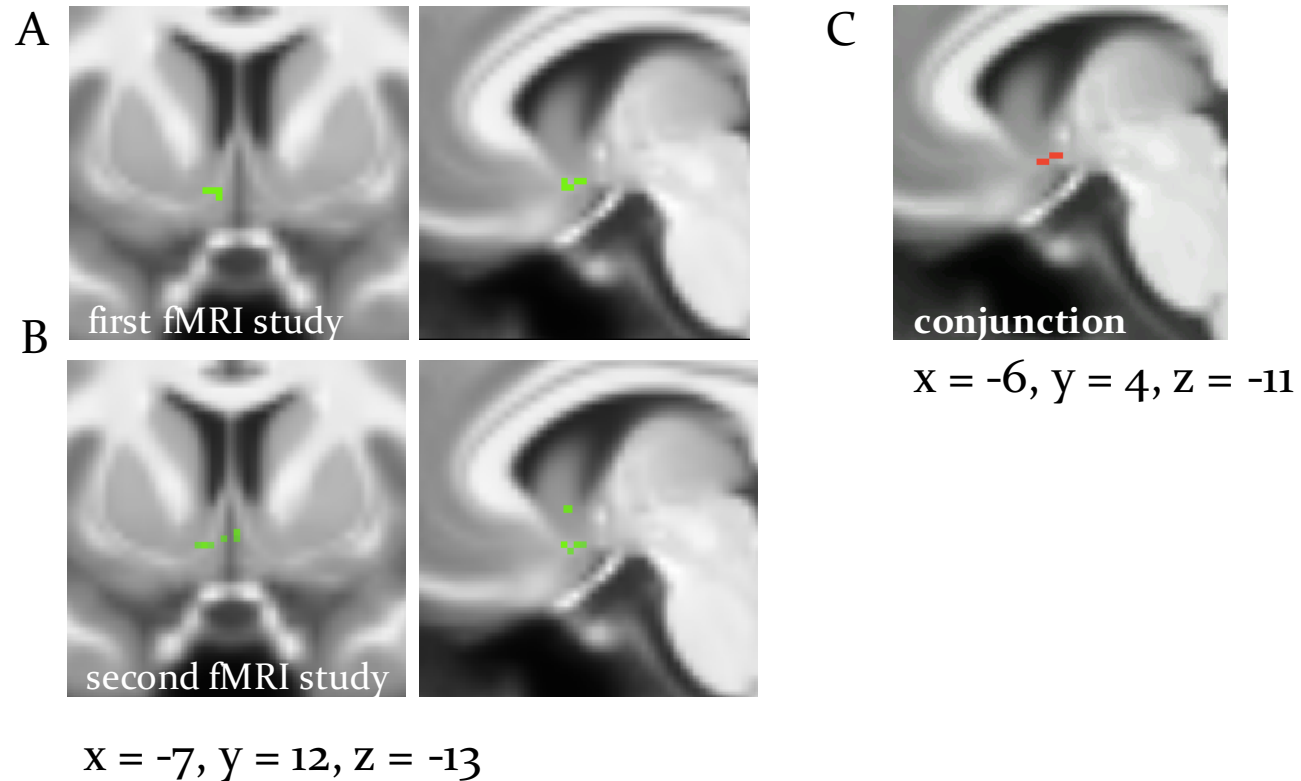 A
first fMRI study
B
second fMRI study
x = -7, y = 12, z = -13
C
conjunction
x = -6, y = 4, z = -11